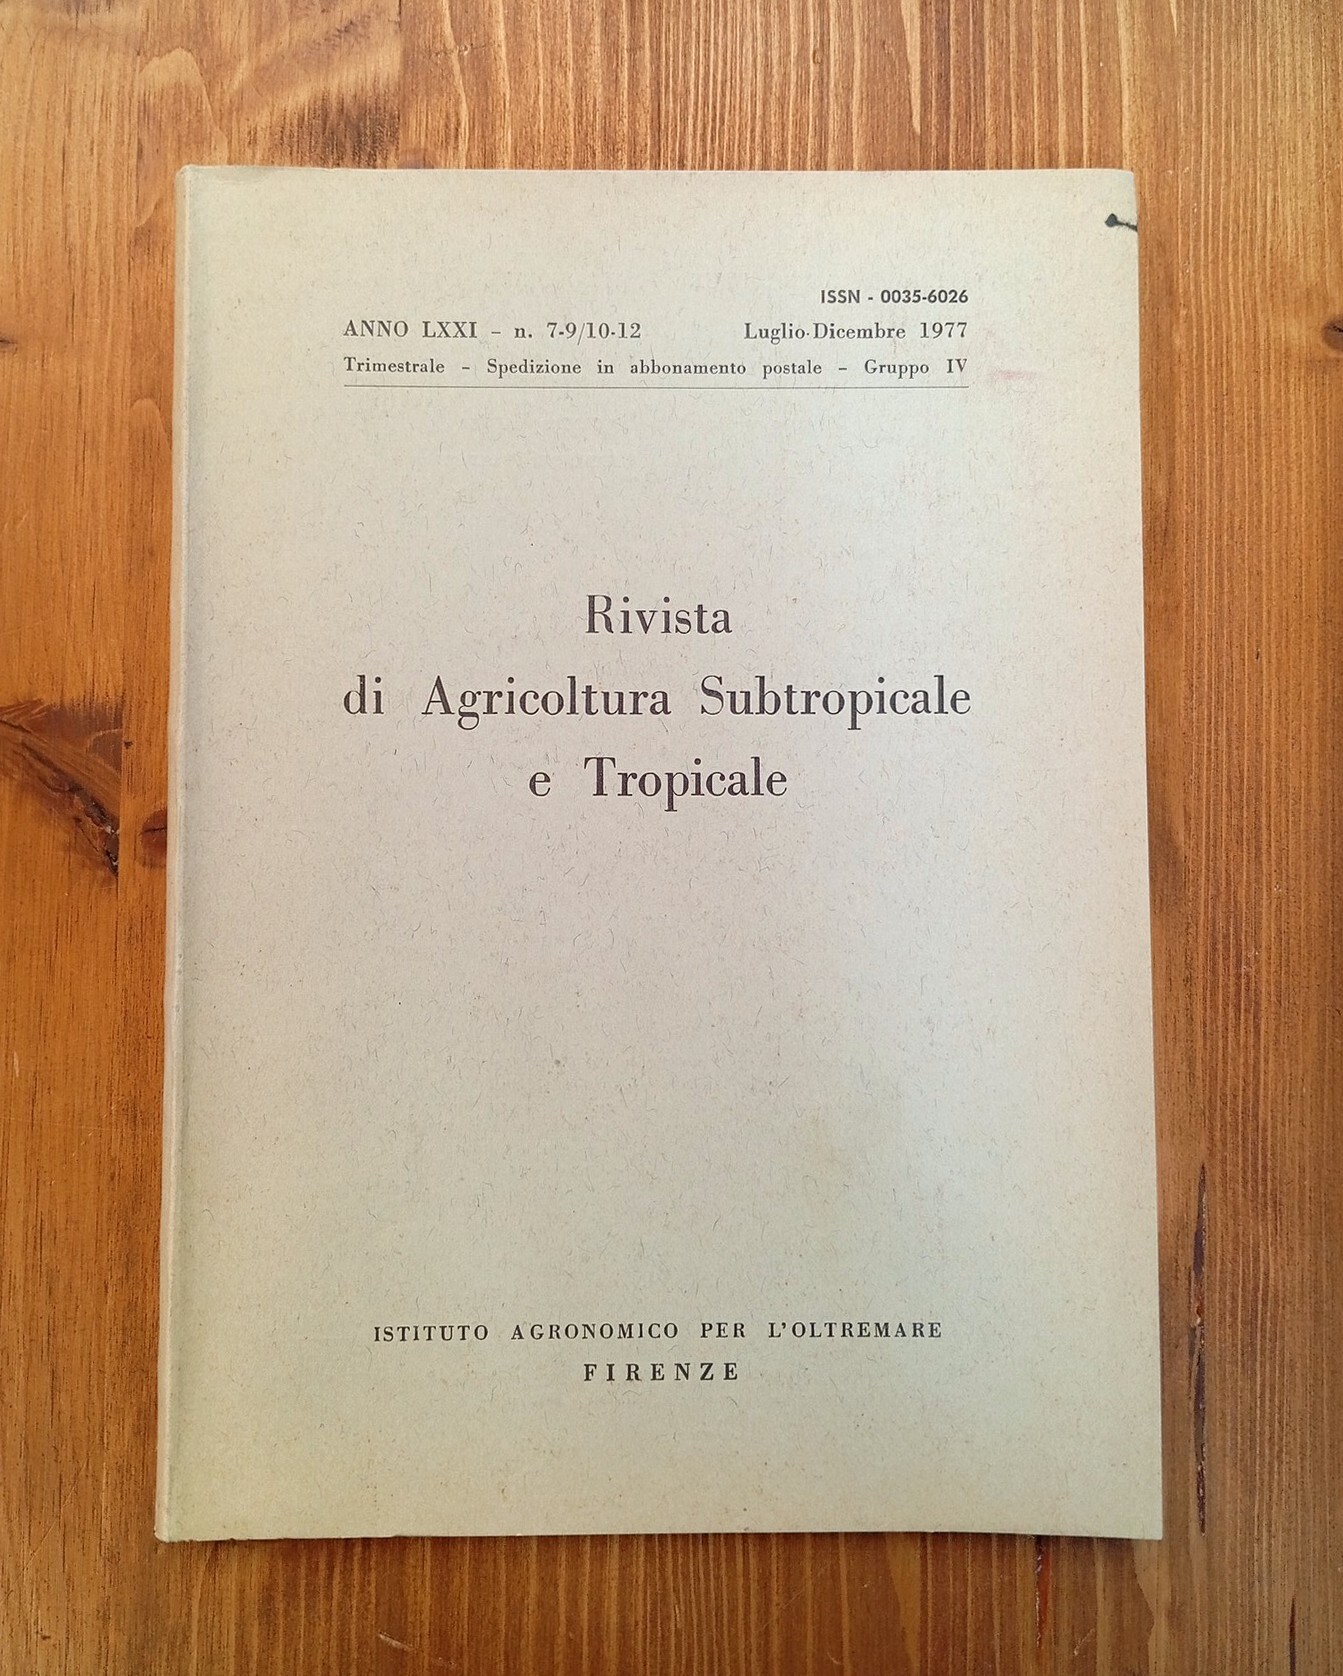 ISSN - 0035-6026
ANNO LXXI - n. 7-9/10-12 Luglio-Dicembre 1977
Trimestrale - Spedizione in abbonamento postale - Gruppo IV
Rivista
di Agricoltura Subtropicale
e Tropicale
ISTITUTO AGRONOMICO PER L'OLTREMARE
FIRENZE